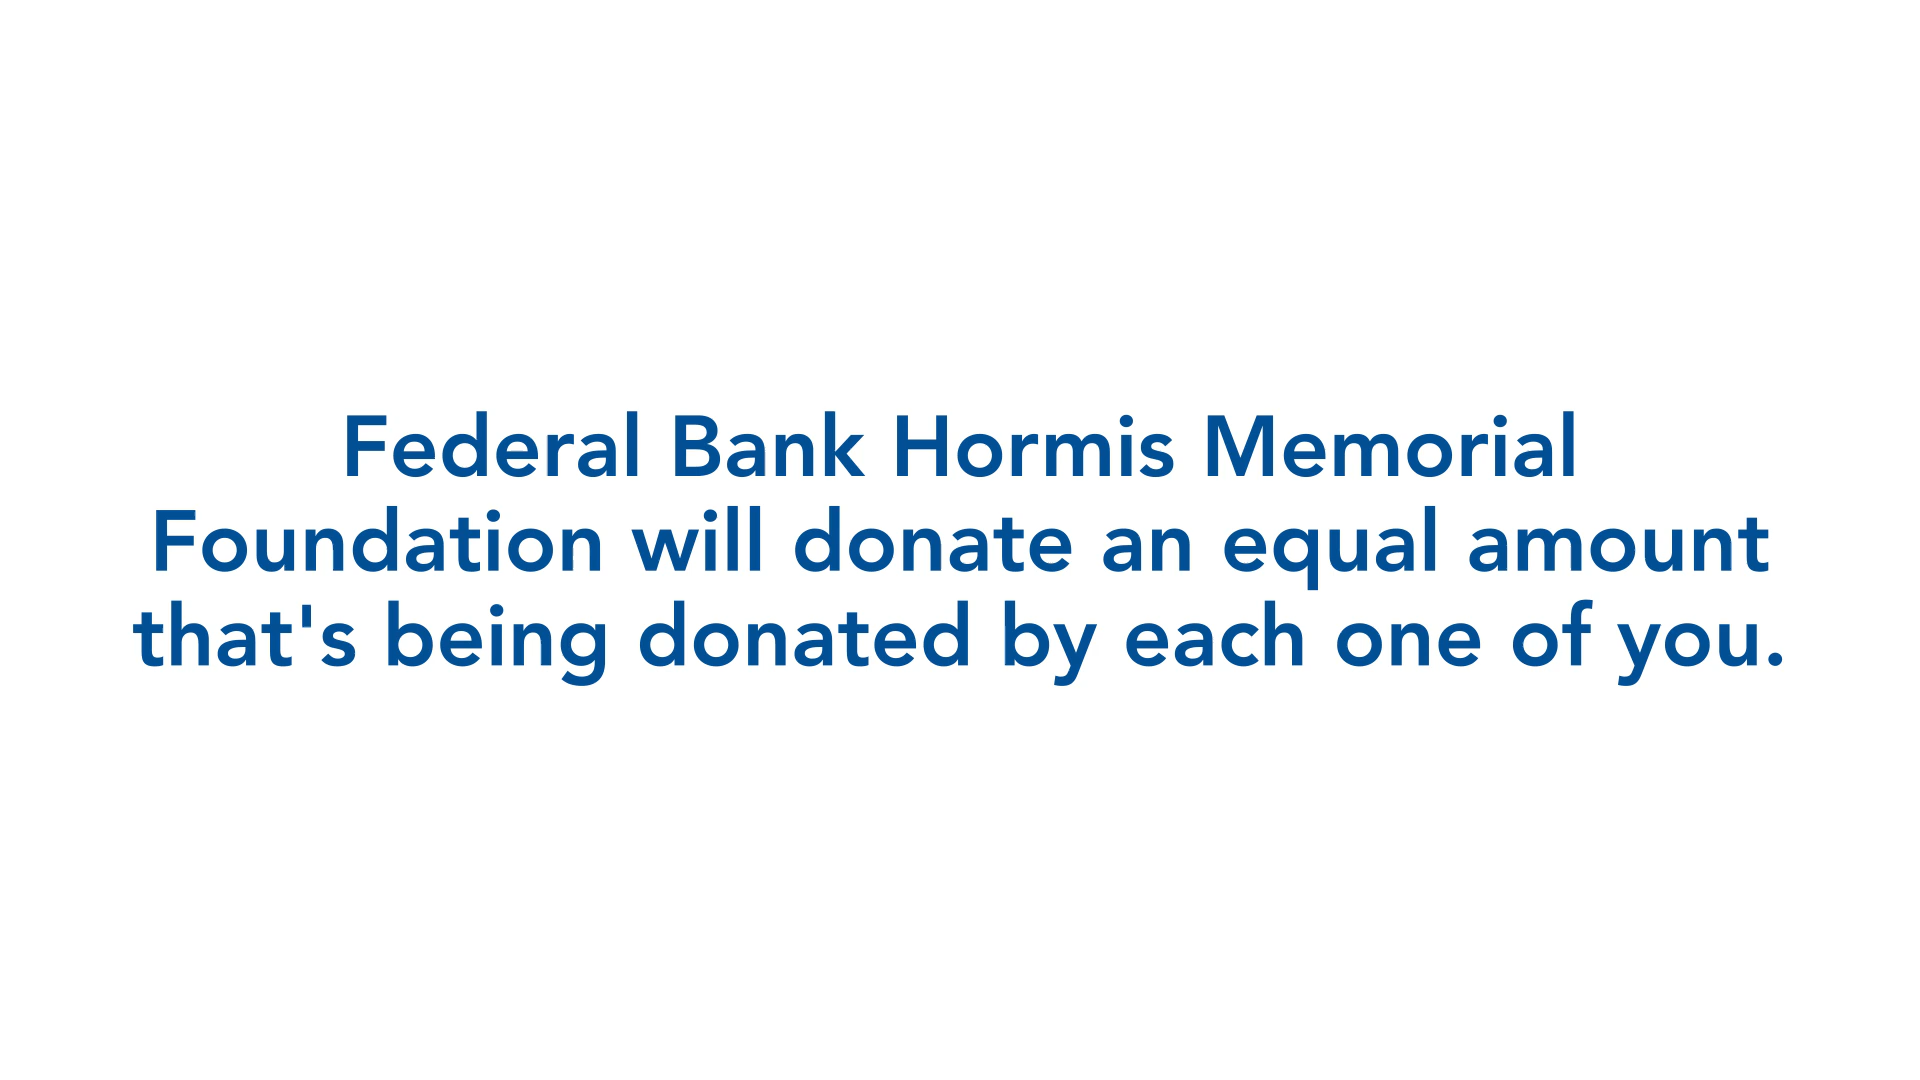 Federal Bank Hormis Memorial
Foundation will donate an equal amount
that's being donated by each one of you.